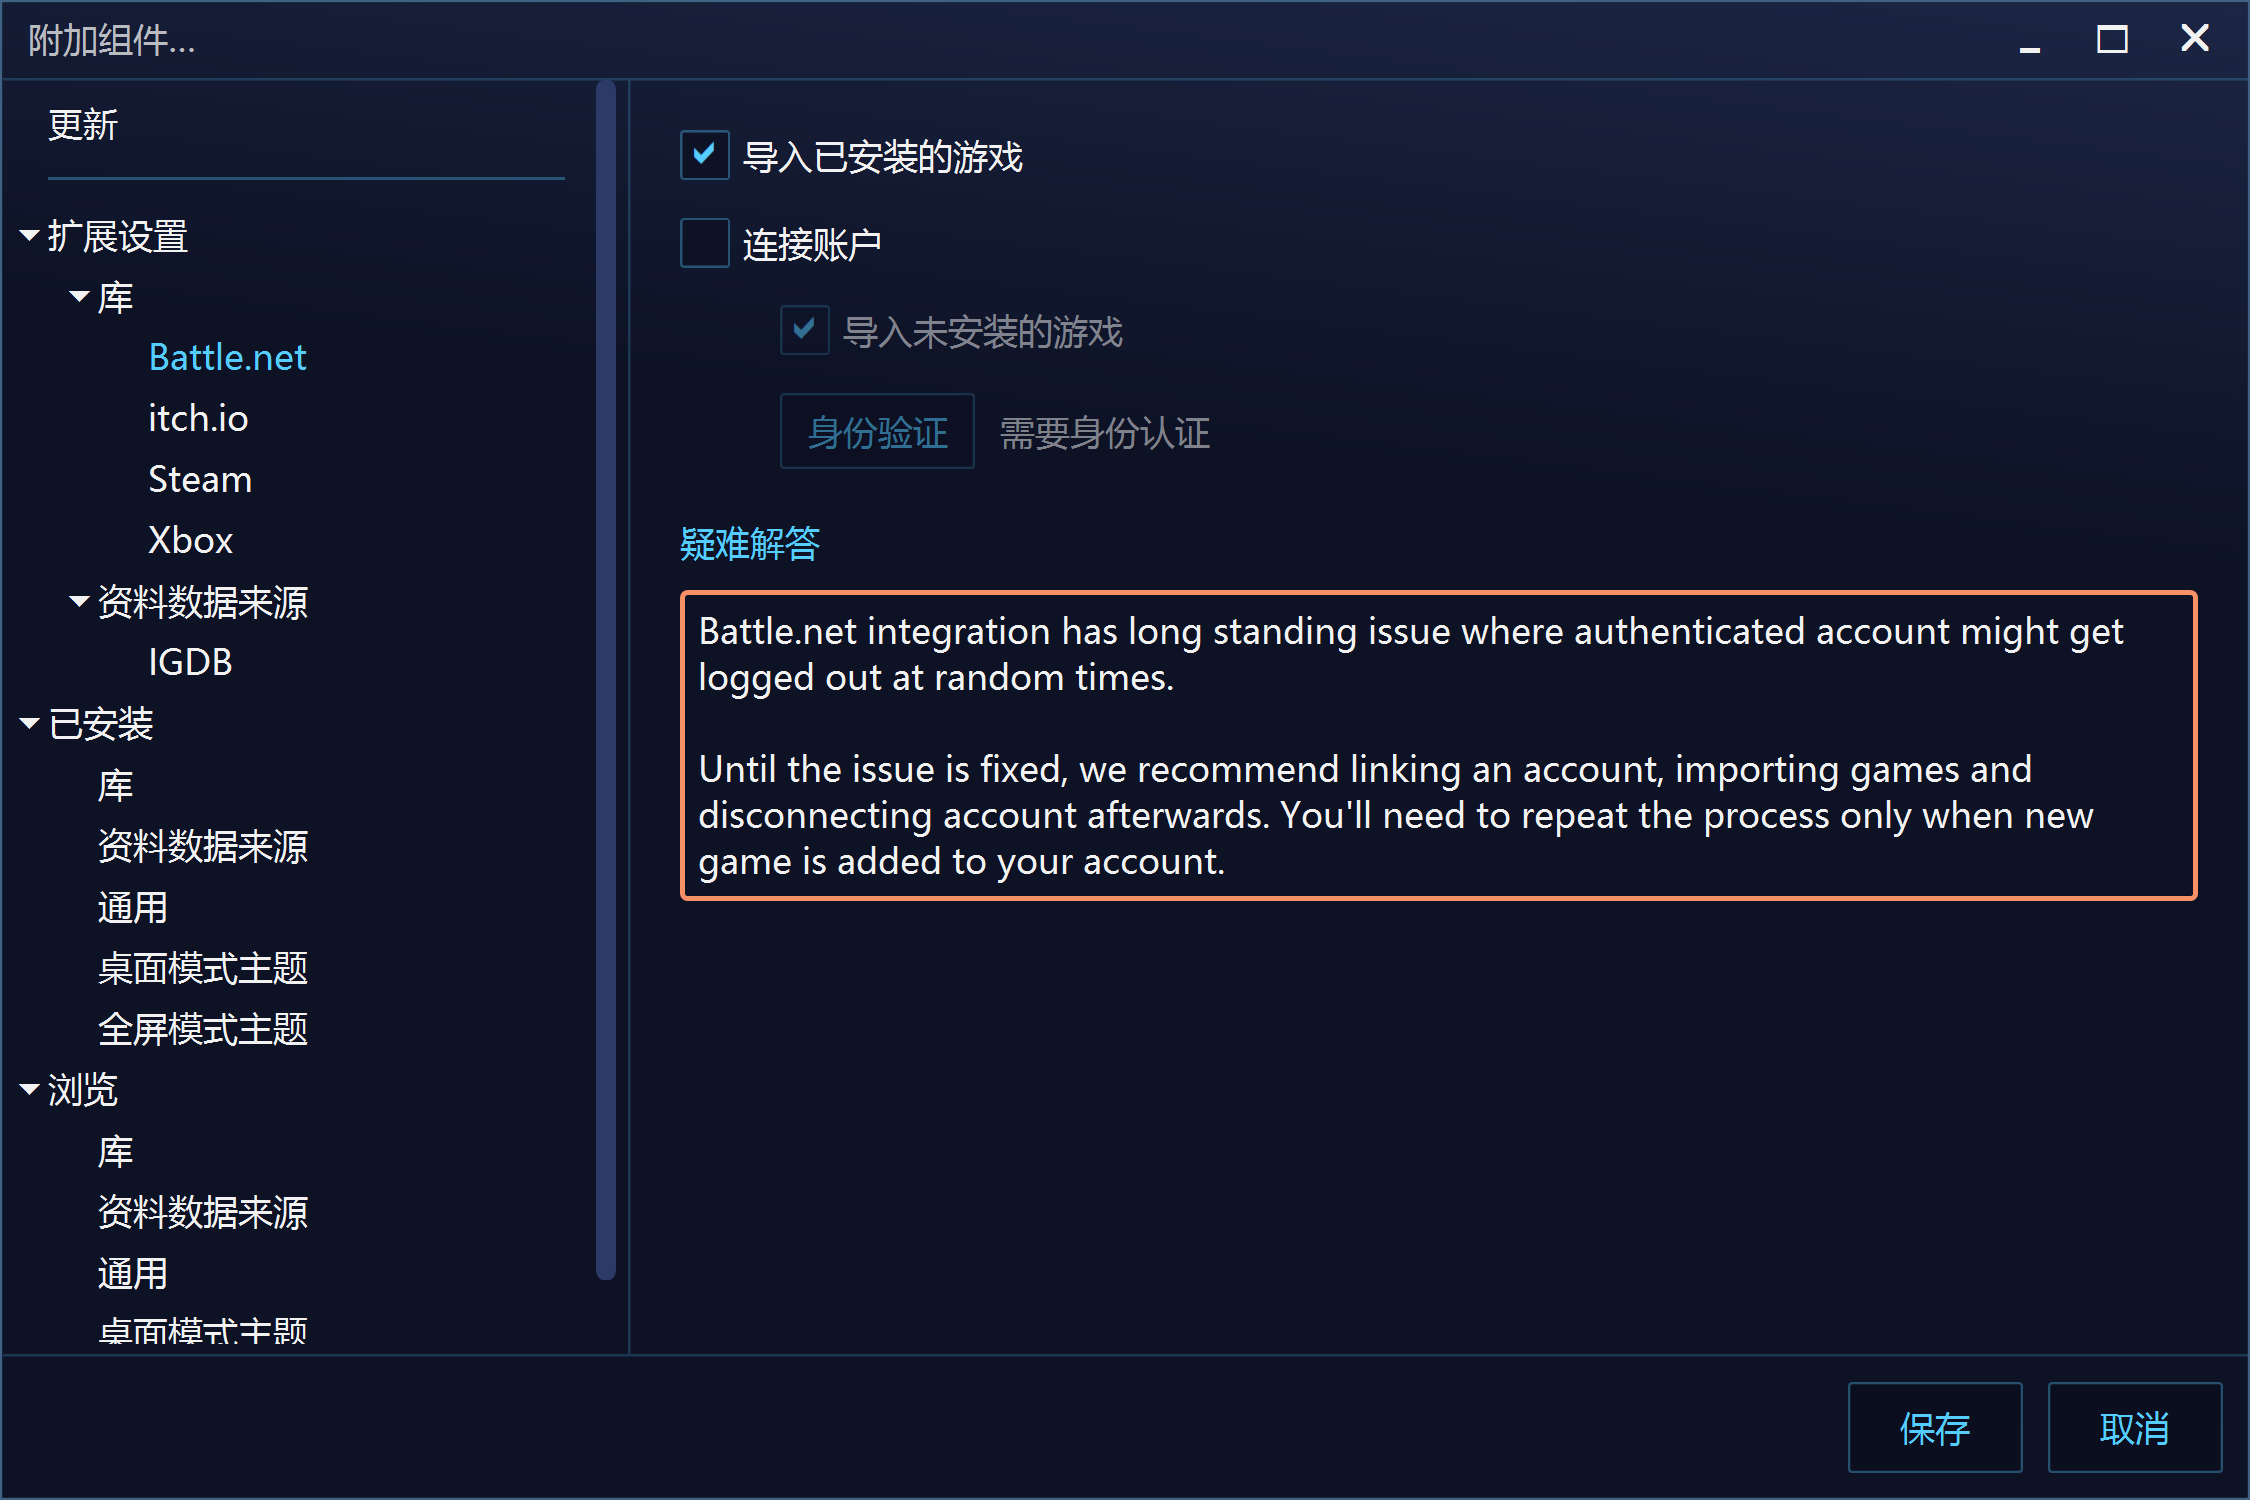 附加组件...
更新
扩展设置
库
Battle.net
itch.io
Steam
Xbox
资料数据来源
IGDB
已安装
库
资料数据来源
通用
桌面模式主题
全屏模式主题
浏览
库
资料数据来源
通用
桌面模式主题
导入已安装的游戏
连接账户
导入未安装的游戏
身份验证 需要身份认证
疑难解答
Battle.net integration has long standing issue where authenticated account might get
logged out at random times.
Until the issue is fixed, we recommend linking an account, importing games and
disconnecting account afterwards. You'll need to repeat the process only when new
game is added to your account.
保存 取消